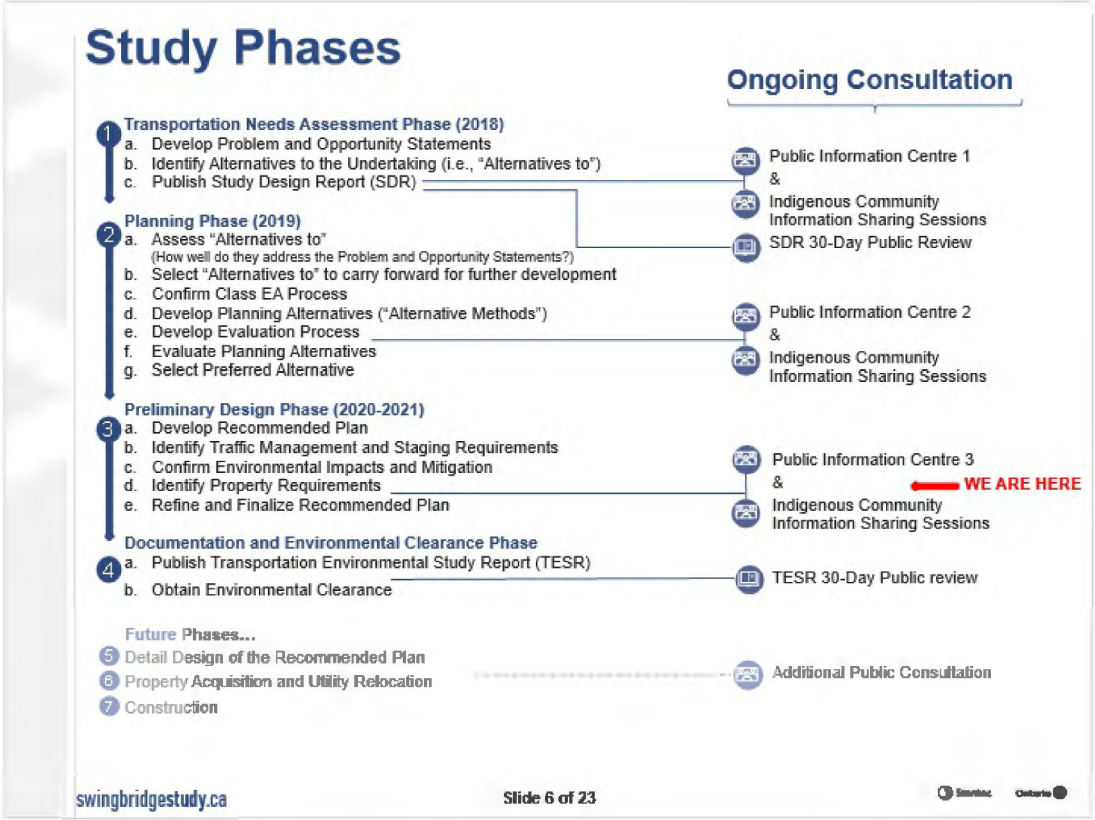 Study Phases
Ongoing Consultation
1 Transportation Needs Assessment Phase (2018)
a. Develop Problem and Opportunity Statements
b. Identify Alternatives to the Undertaking (i.e., “Alternatives to”)
c. Publish Study Design Report (SDR)
Public Information Centre 1
&
Indigenous Community
Information Sharing Sessions
SDR 30-Day Public Review
2 Planning Phase (2019)
a. Assess “Alternatives to”
(How well do they address the Problem and Opportunity Statements?)
b. Select “Alternatives to” to carry forward for further development
c. Confirm Class EA Process
d. Develop Planning Alternatives (“Alternative Methods”)
e. Develop Evaluation Process
f. Evaluate Planning Alternatives
g. Select Preferred Alternative
Public Information Centre 2
&
Indigenous Community
Information Sharing Sessions
3 Preliminary Design Phase (2020-2021)
a. Develop Recommended Plan
b. Identify Traffic Management and Staging Requirements
c. Confirm Environmental Impacts and Mitigation
d. Identify Property Requirements
e. Refine and Finalize Recommended Plan
Public Information Centre 3
& WE ARE HERE
Indigenous Community
Information Sharing Sessions
4 Documentation and Environmental Clearance Phase
a. Publish Transportation Environmental Study Report (TESR)
b. Obtain Environmental Clearance
TESR 30-Day Public review
Future Phases...
5 Detail Design of the Recommended Plan
6 Property Acquisition and Utility Relocation
7 Construction
Additional Public Consultation
swingbridgestudy.ca
Slide 6 of 23
Stantec
Ontario